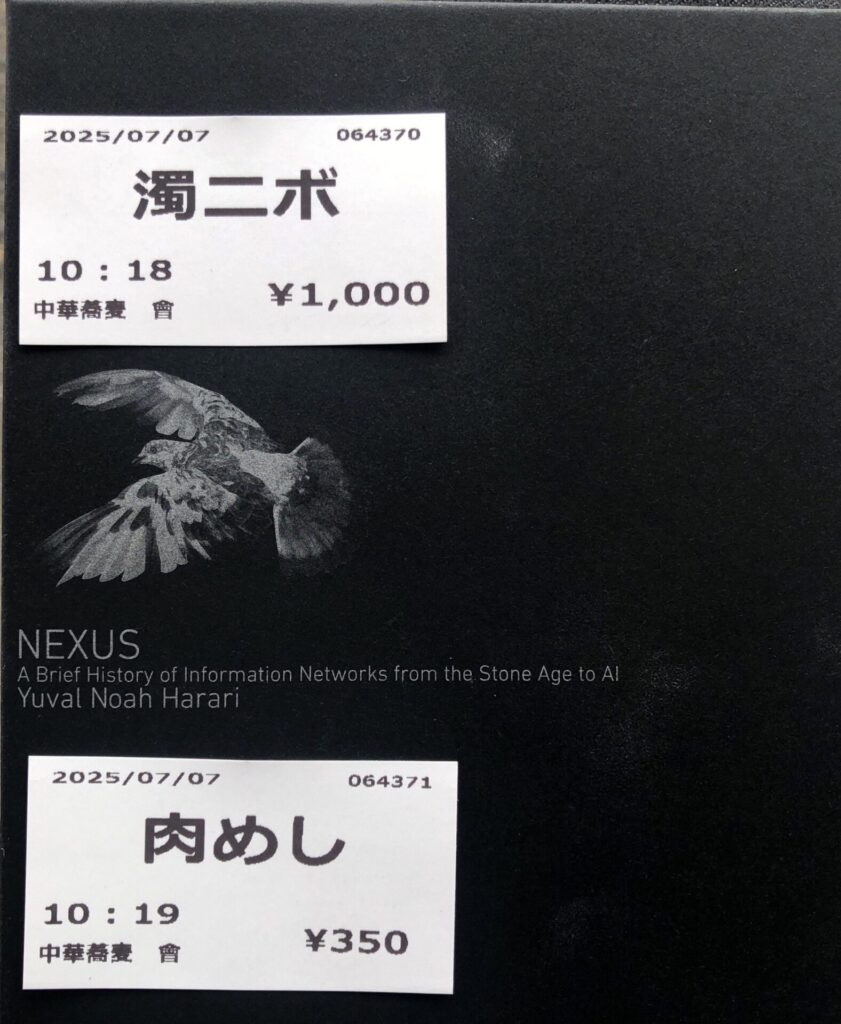 2025/07/07 064370
濁ニボ
10：18
¥1,000
中華蕎麦 會
NEXUS
A Brief History of Information Networks from the Stone Age to AI
Yuval Noah Harari
2025/07/07 064371
肉めし
10：19
¥350
中華蕎麦 會